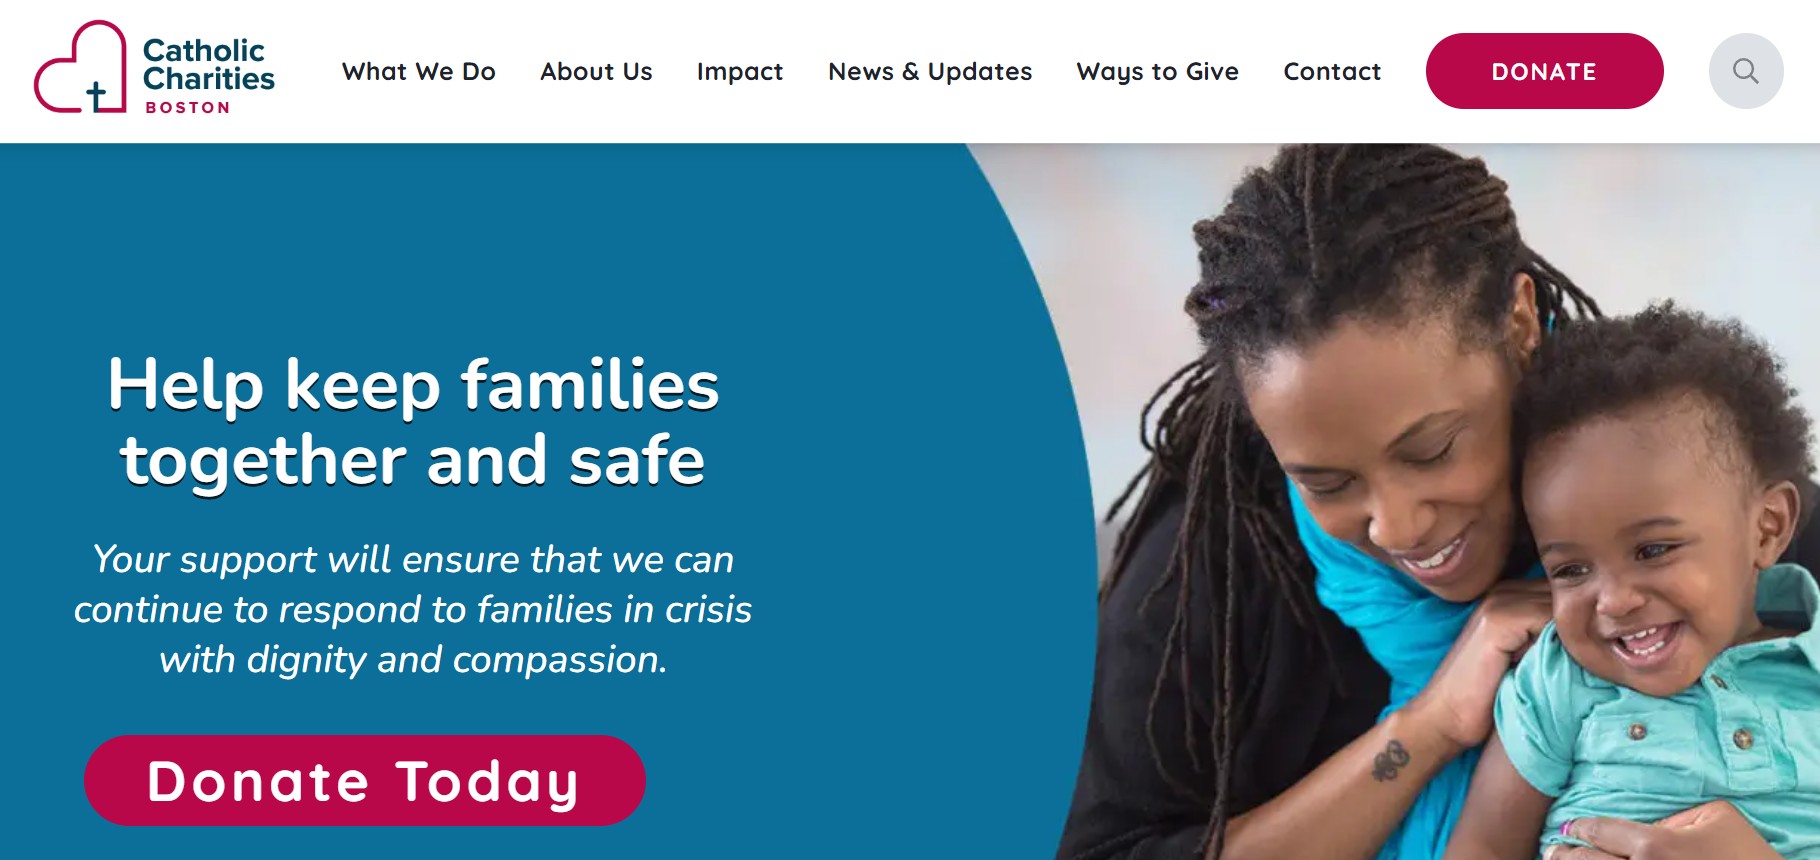 Catholic
Charities
BOSTON
What We Do
About Us
Impact
News & Updates
Ways to Give
Contact
DONATE
Help keep families
together and safe
Your support will ensure that we can
continue to respond to families in crisis
with dignity and compassion.
Donate Today